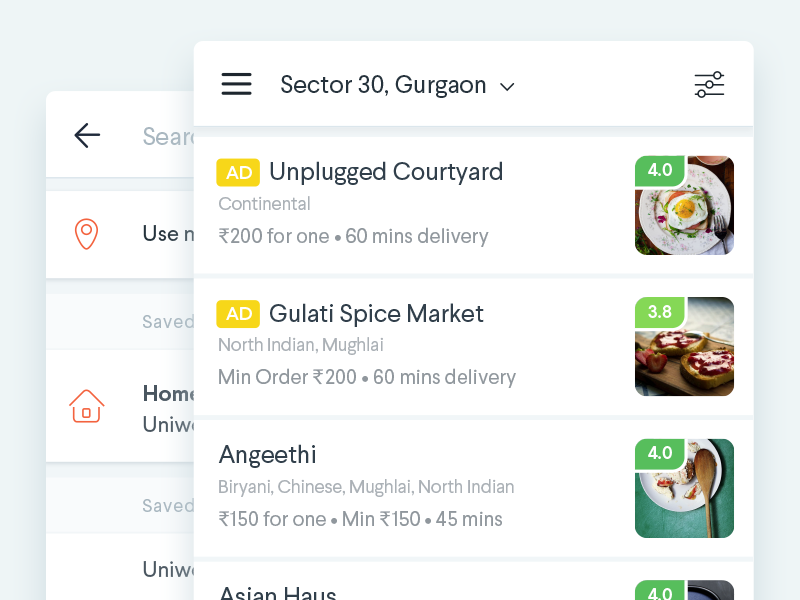 Sector 30, Gurgaon
AD Unplugged Courtyard
Continental
₹200 for one • 60 mins delivery
4.0
AD Gulati Spice Market
North Indian, Mughlai
Min Order ₹200 • 60 mins delivery
3.8
Angeethi
Biryani, Chinese, Mughlai, North Indian
₹150 for one • Min ₹150 • 45 mins
4.0
Asian Haus
4.0
Sear
Use
Saved
Home
Uniw
Saved
Uniw